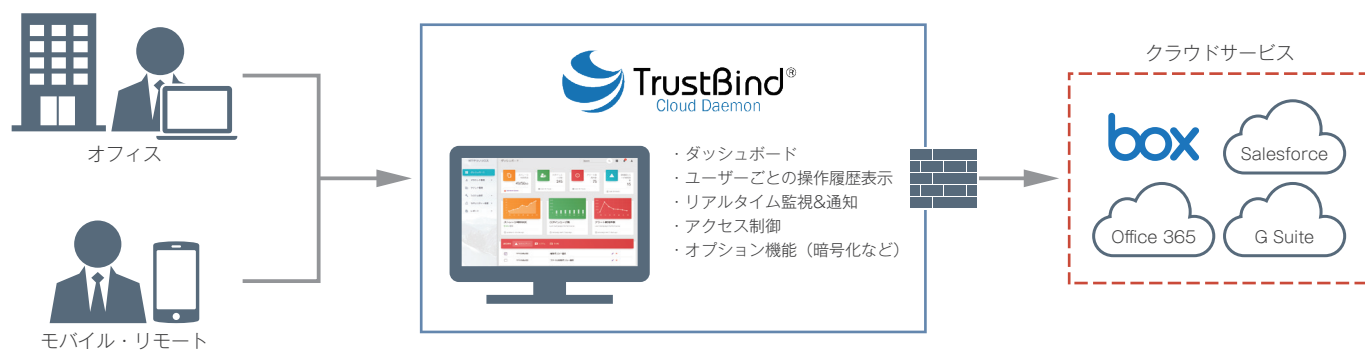 オフィス
モバイル・リモート
TrustBind®
Cloud Daemon
・ダッシュボード
・ユーザーごとの操作履歴表示
・リアルタイム監視&通知
・アクセス制御
・オプション機能（暗号化など）
クラウドサービス
box
Salesforce
Office 365
G Suite